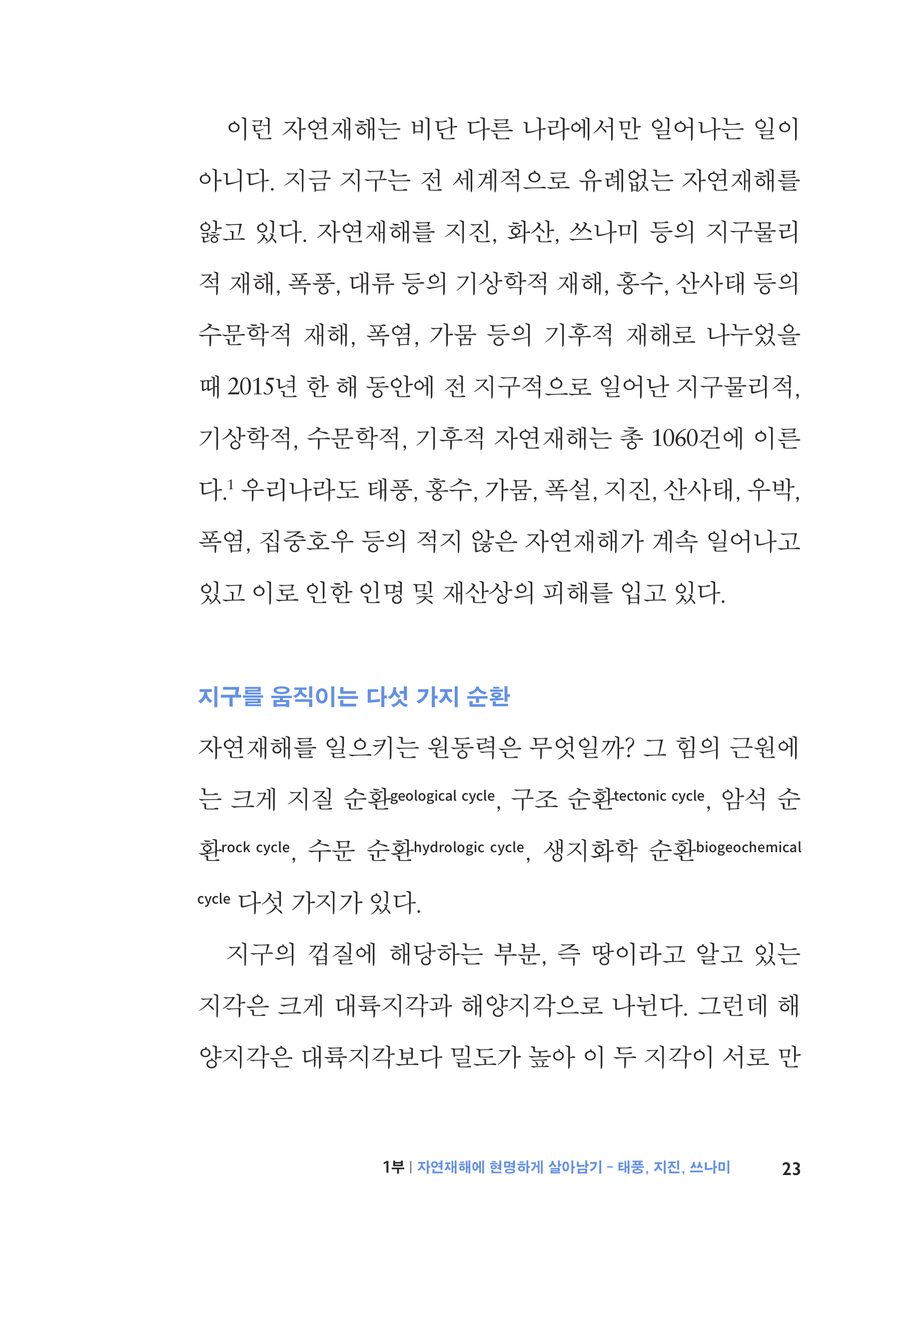 이런 자연재해는 비단 다른 나라에서만 일어나는 일이
아니다. 지금 지구는 전 세계적으로 유례없는 자연재해를
앓고 있다. 자연재해를 지진, 화산, 쓰나미 등의 지구물리
적 재해, 폭풍, 대류 등의 기상학적 재해, 홍수, 산사태 등의
수문학적 재해, 폭염, 가뭄 등의 기후적 재해로 나누었을
때 2015년 한 해 동안에 전 지구적으로 일어난 지구물리적,
기상학적, 수문학적, 기후적 자연재해는 총 1060건에 이른
다.¹ 우리나라도 태풍, 홍수, 가뭄, 폭설, 지진, 산사태, 우박,
폭염, 집중호우 등의 적지 않은 자연재해가 계속 일어나고
있고 이로 인한 인명 및 재산상의 피해를 입고 있다.
지구를 움직이는 다섯 가지 순환
자연재해를 일으키는 원동력은 무엇일까? 그 힘의 근원에
는 크게 지질 순환geological cycle, 구조 순환tectonic cycle, 암석 순
환rock cycle, 수문 순환hydrologic cycle, 생지화학 순환biogeochemical
cycle 다섯 가지가 있다.
지구의 껍질에 해당하는 부분, 즉 땅이라고 알고 있는
지각은 크게 대륙지각과 해양지각으로 나뉜다. 그런데 해
양지각은 대륙지각보다 밀도가 높아 이 두 지각이 서로 만
1부 | 자연재해에 현명하게 살아남기 - 태풍, 지진, 쓰나미 23